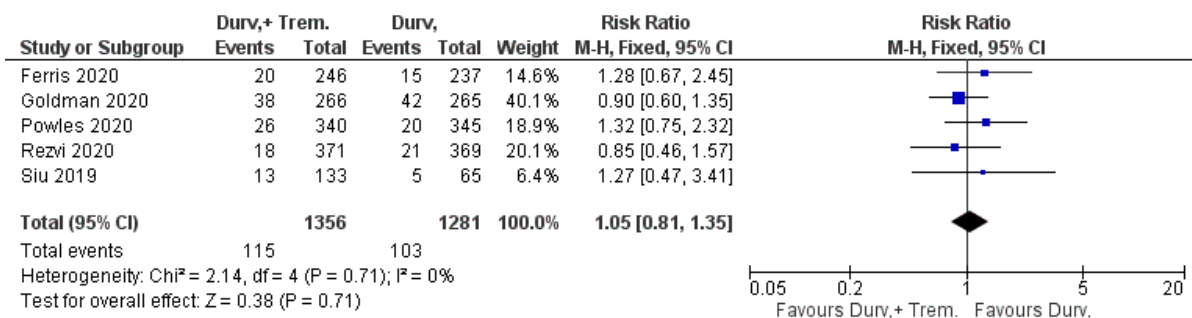 Durv,+ Trem. Durv, Risk Ratio Risk Ratio
Study or Subgroup Events Total Events Total Weight M-H, Fixed, 95% CI M-H, Fixed, 95% CI
Ferris 2020 20 246 15 237 14.6% 1.28 [0.67, 2.45]
Goldman 2020 38 266 42 265 40.1% 0.90 [0.60, 1.35]
Powles 2020 26 340 20 345 18.9% 1.32 [0.75, 2.32]
Rezvi 2020 18 371 21 369 20.1% 0.85 [0.46, 1.57]
Siu 2019 13 133 5 65 6.4% 1.27 [0.47, 3.41]
Total (95% CI) 1356 1281 100.0% 1.05 [0.81, 1.35]
Total events 115 103
Heterogeneity: Chi² = 2.14, df = 4 (P = 0.71); I² = 0%
Test for overall effect: Z = 0.38 (P = 0.71)
0.05 0.2 1 5 20
Favours Durv,+ Trem. Favours Durv,